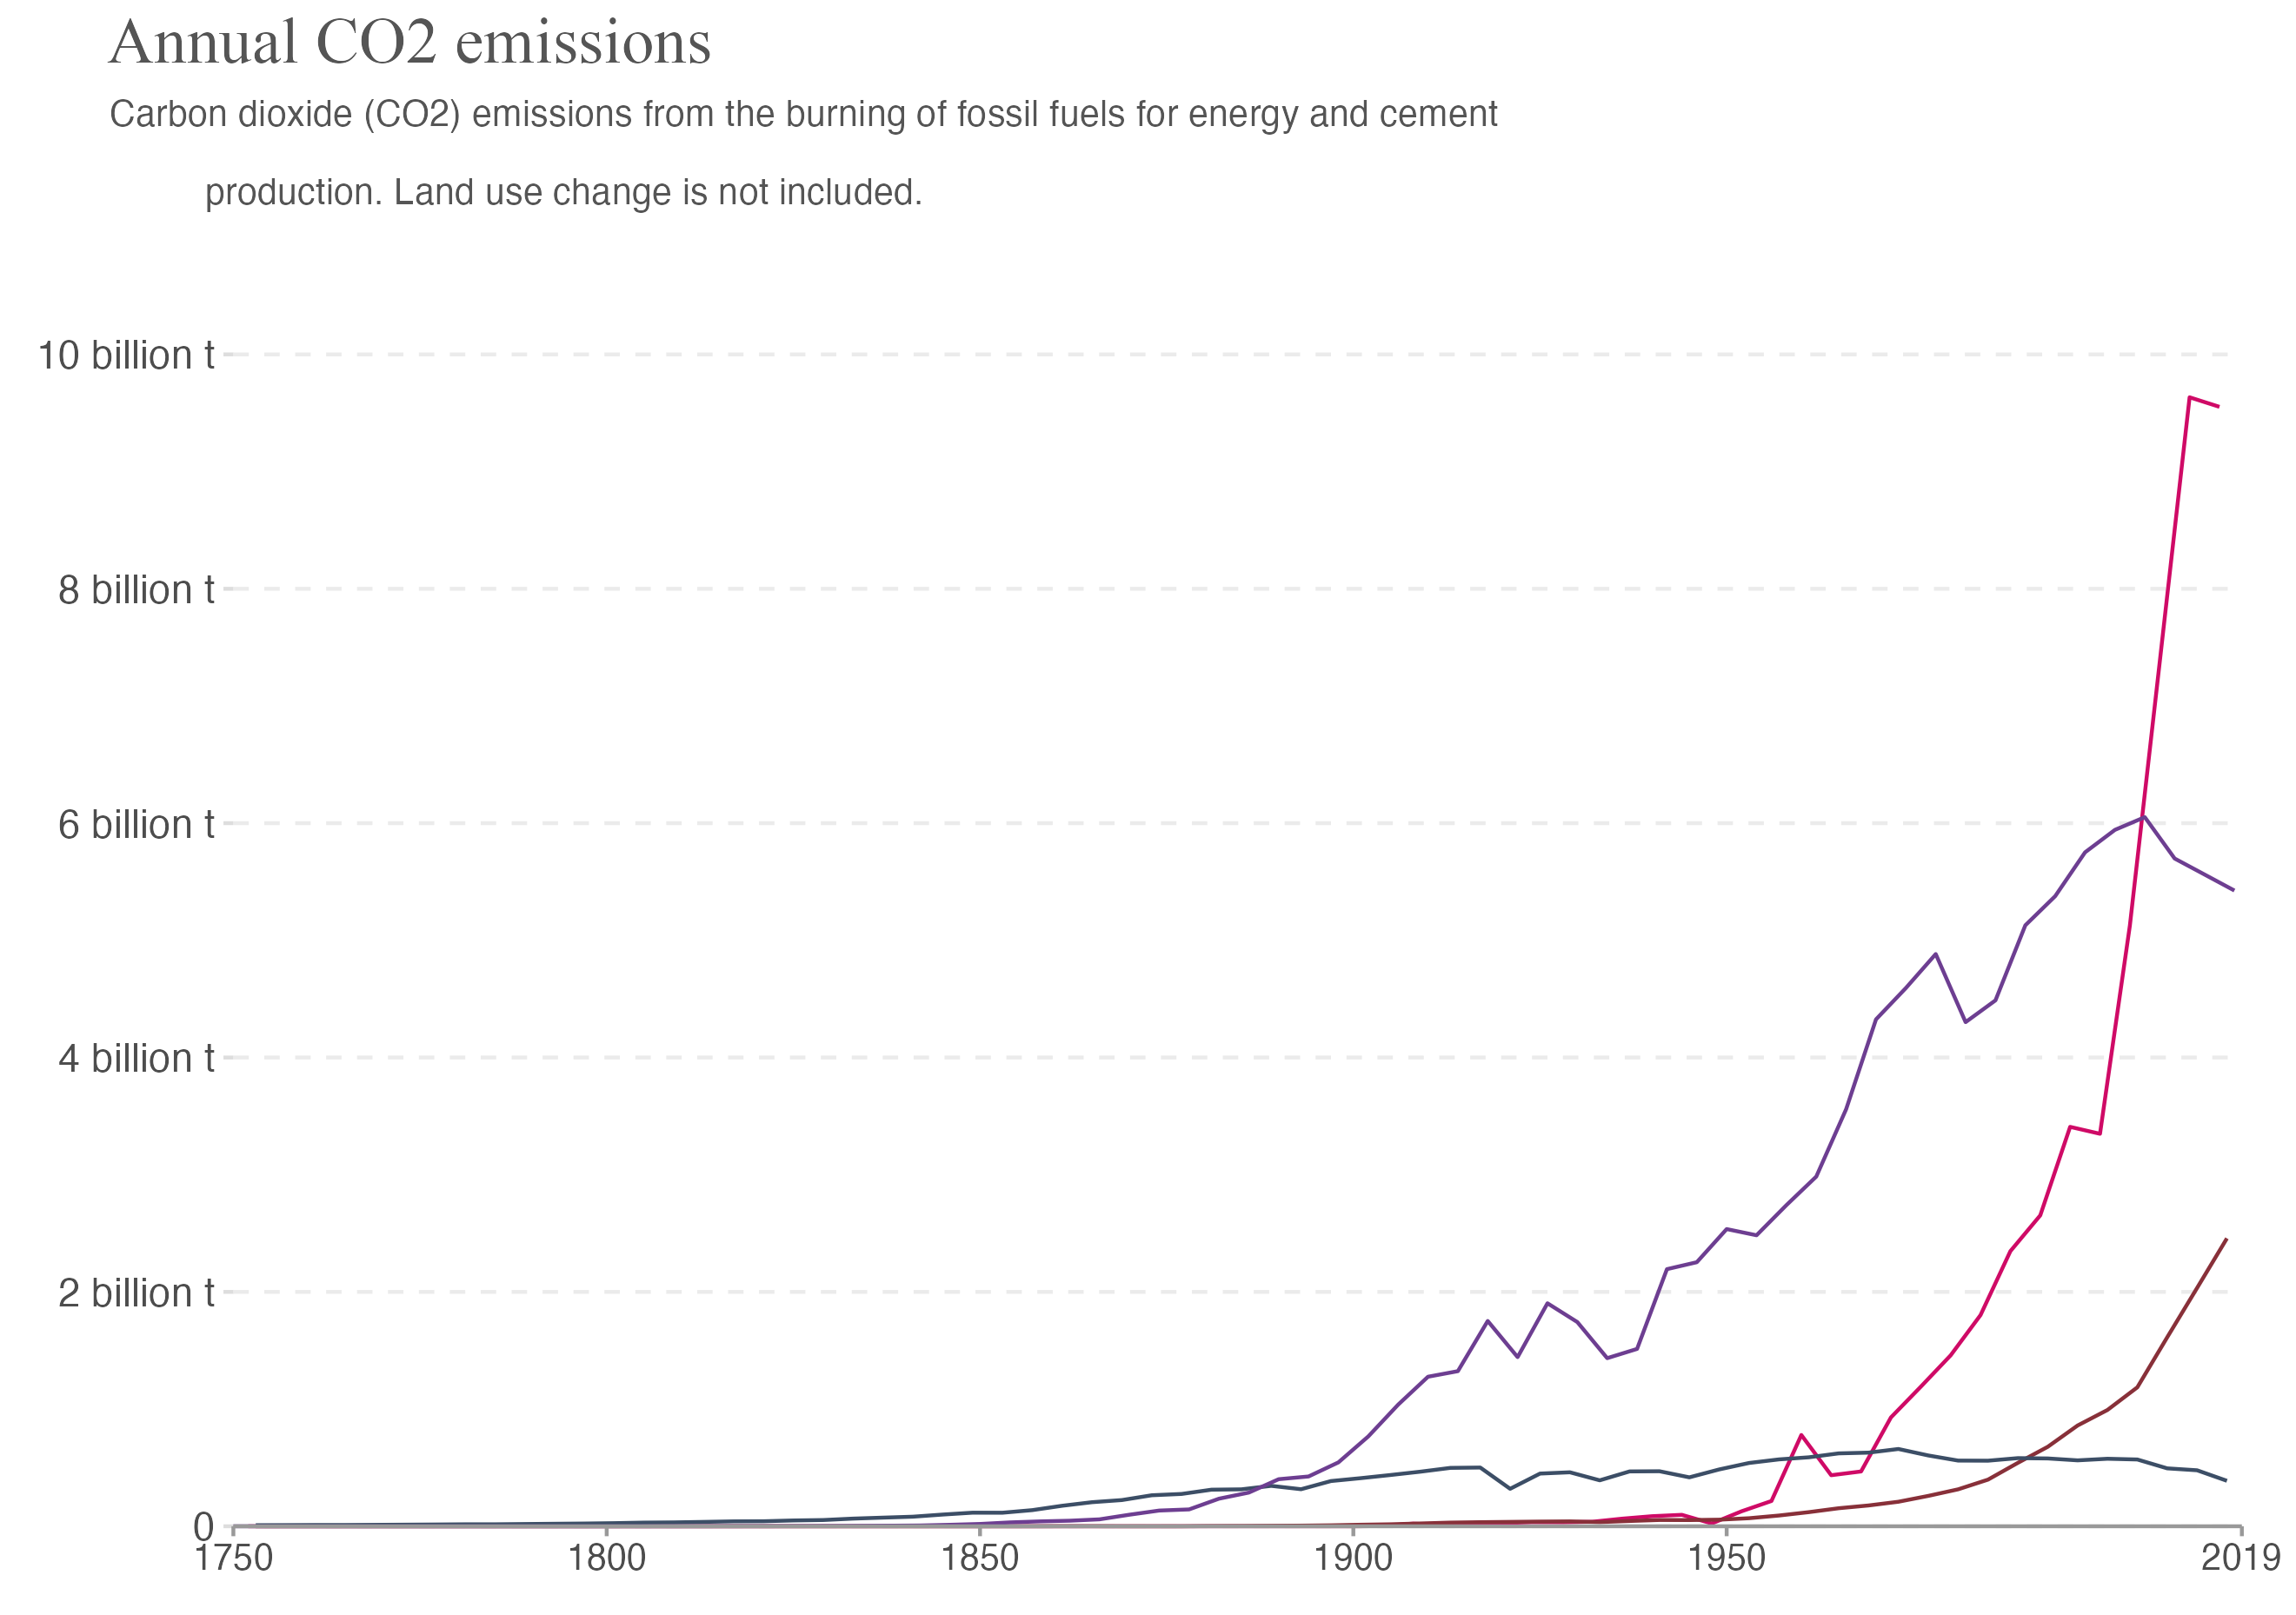 Annual CO2 emissions
Carbon dioxide (CO2) emissions from the burning of fossil fuels for energy and cement
production. Land use change is not included.
10 billion t
8 billion t
6 billion t
4 billion t
2 billion t
0
1750 1800 1850 1900 1950 2019